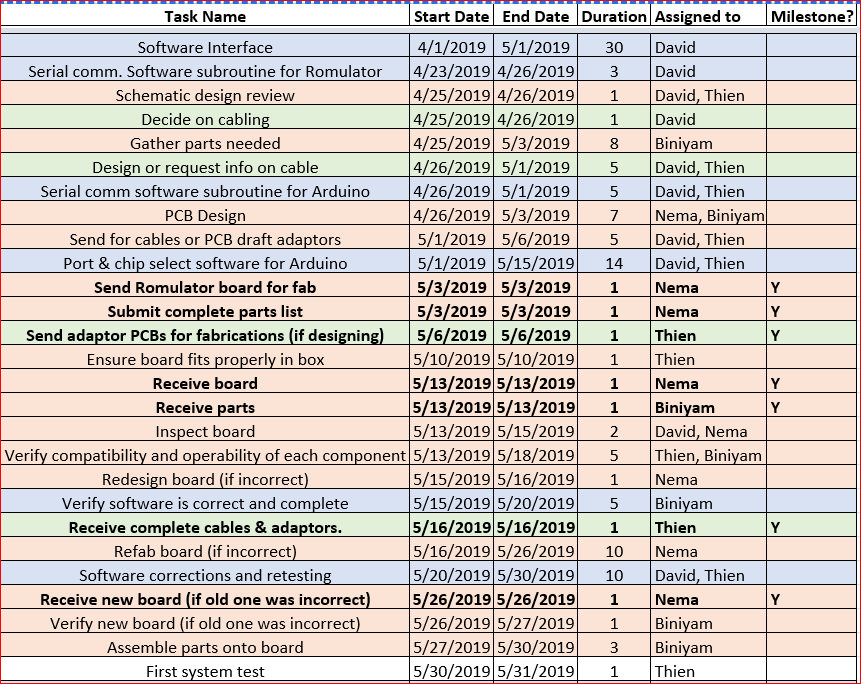 Task Name Start Date End Date Duration Assigned to Milestone?
Software Interface 4/1/2019 5/1/2019 30 David
Serial comm. Software subroutine for Romulator 4/23/2019 4/26/2019 3 David
Schematic design review 4/25/2019 4/26/2019 1 David, Thien
Decide on cabling 4/25/2019 4/26/2019 1 David
Gather parts needed 4/25/2019 5/3/2019 8 Biniyam
Design or request info on cable 4/26/2019 5/1/2019 5 David, Thien
Serial comm software subroutine for Arduino 4/26/2019 5/1/2019 5 David, Thien
PCB Design 4/26/2019 5/3/2019 7 Nema, Biniyam
Send for cables or PCB draft adaptors 5/1/2019 5/6/2019 5 David, Thien
Port & chip select software for Arduino 5/1/2019 5/15/2019 14 David, Thien
Send Romulator board for fab 5/3/2019 5/3/2019 1 Nema Y
Submit complete parts list 5/3/2019 5/3/2019 1 Nema Y
Send adaptor PCBs for fabrications (if designing) 5/6/2019 5/6/2019 1 Thien Y
Ensure board fits properly in box 5/10/2019 5/10/2019 1 Thien
Receive board 5/13/2019 5/13/2019 1 Nema Y
Receive parts 5/13/2019 5/13/2019 1 Biniyam Y
Inspect board 5/13/2019 5/15/2019 2 David, Nema
Verify compatibility and operability of each component 5/13/2019 5/18/2019 5 Thien, Biniyam
Redesign board (if incorrect) 5/15/2019 5/16/2019 1 Nema
Verify software is correct and complete 5/15/2019 5/20/2019 5 Biniyam
Receive complete cables & adaptors. 5/16/2019 5/16/2019 1 Thien Y
Refab board (if incorrect) 5/16/2019 5/26/2019 10 Nema
Software corrections and retesting 5/20/2019 5/30/2019 10 David, Thien
Receive new board (if old one was incorrect) 5/26/2019 5/26/2019 1 Nema Y
Verify new board (if old one was incorrect) 5/26/2019 5/27/2019 1 Biniyam
Assemble parts onto board 5/27/2019 5/30/2019 3 Biniyam
First system test 5/30/2019 5/31/2019 1 Thien